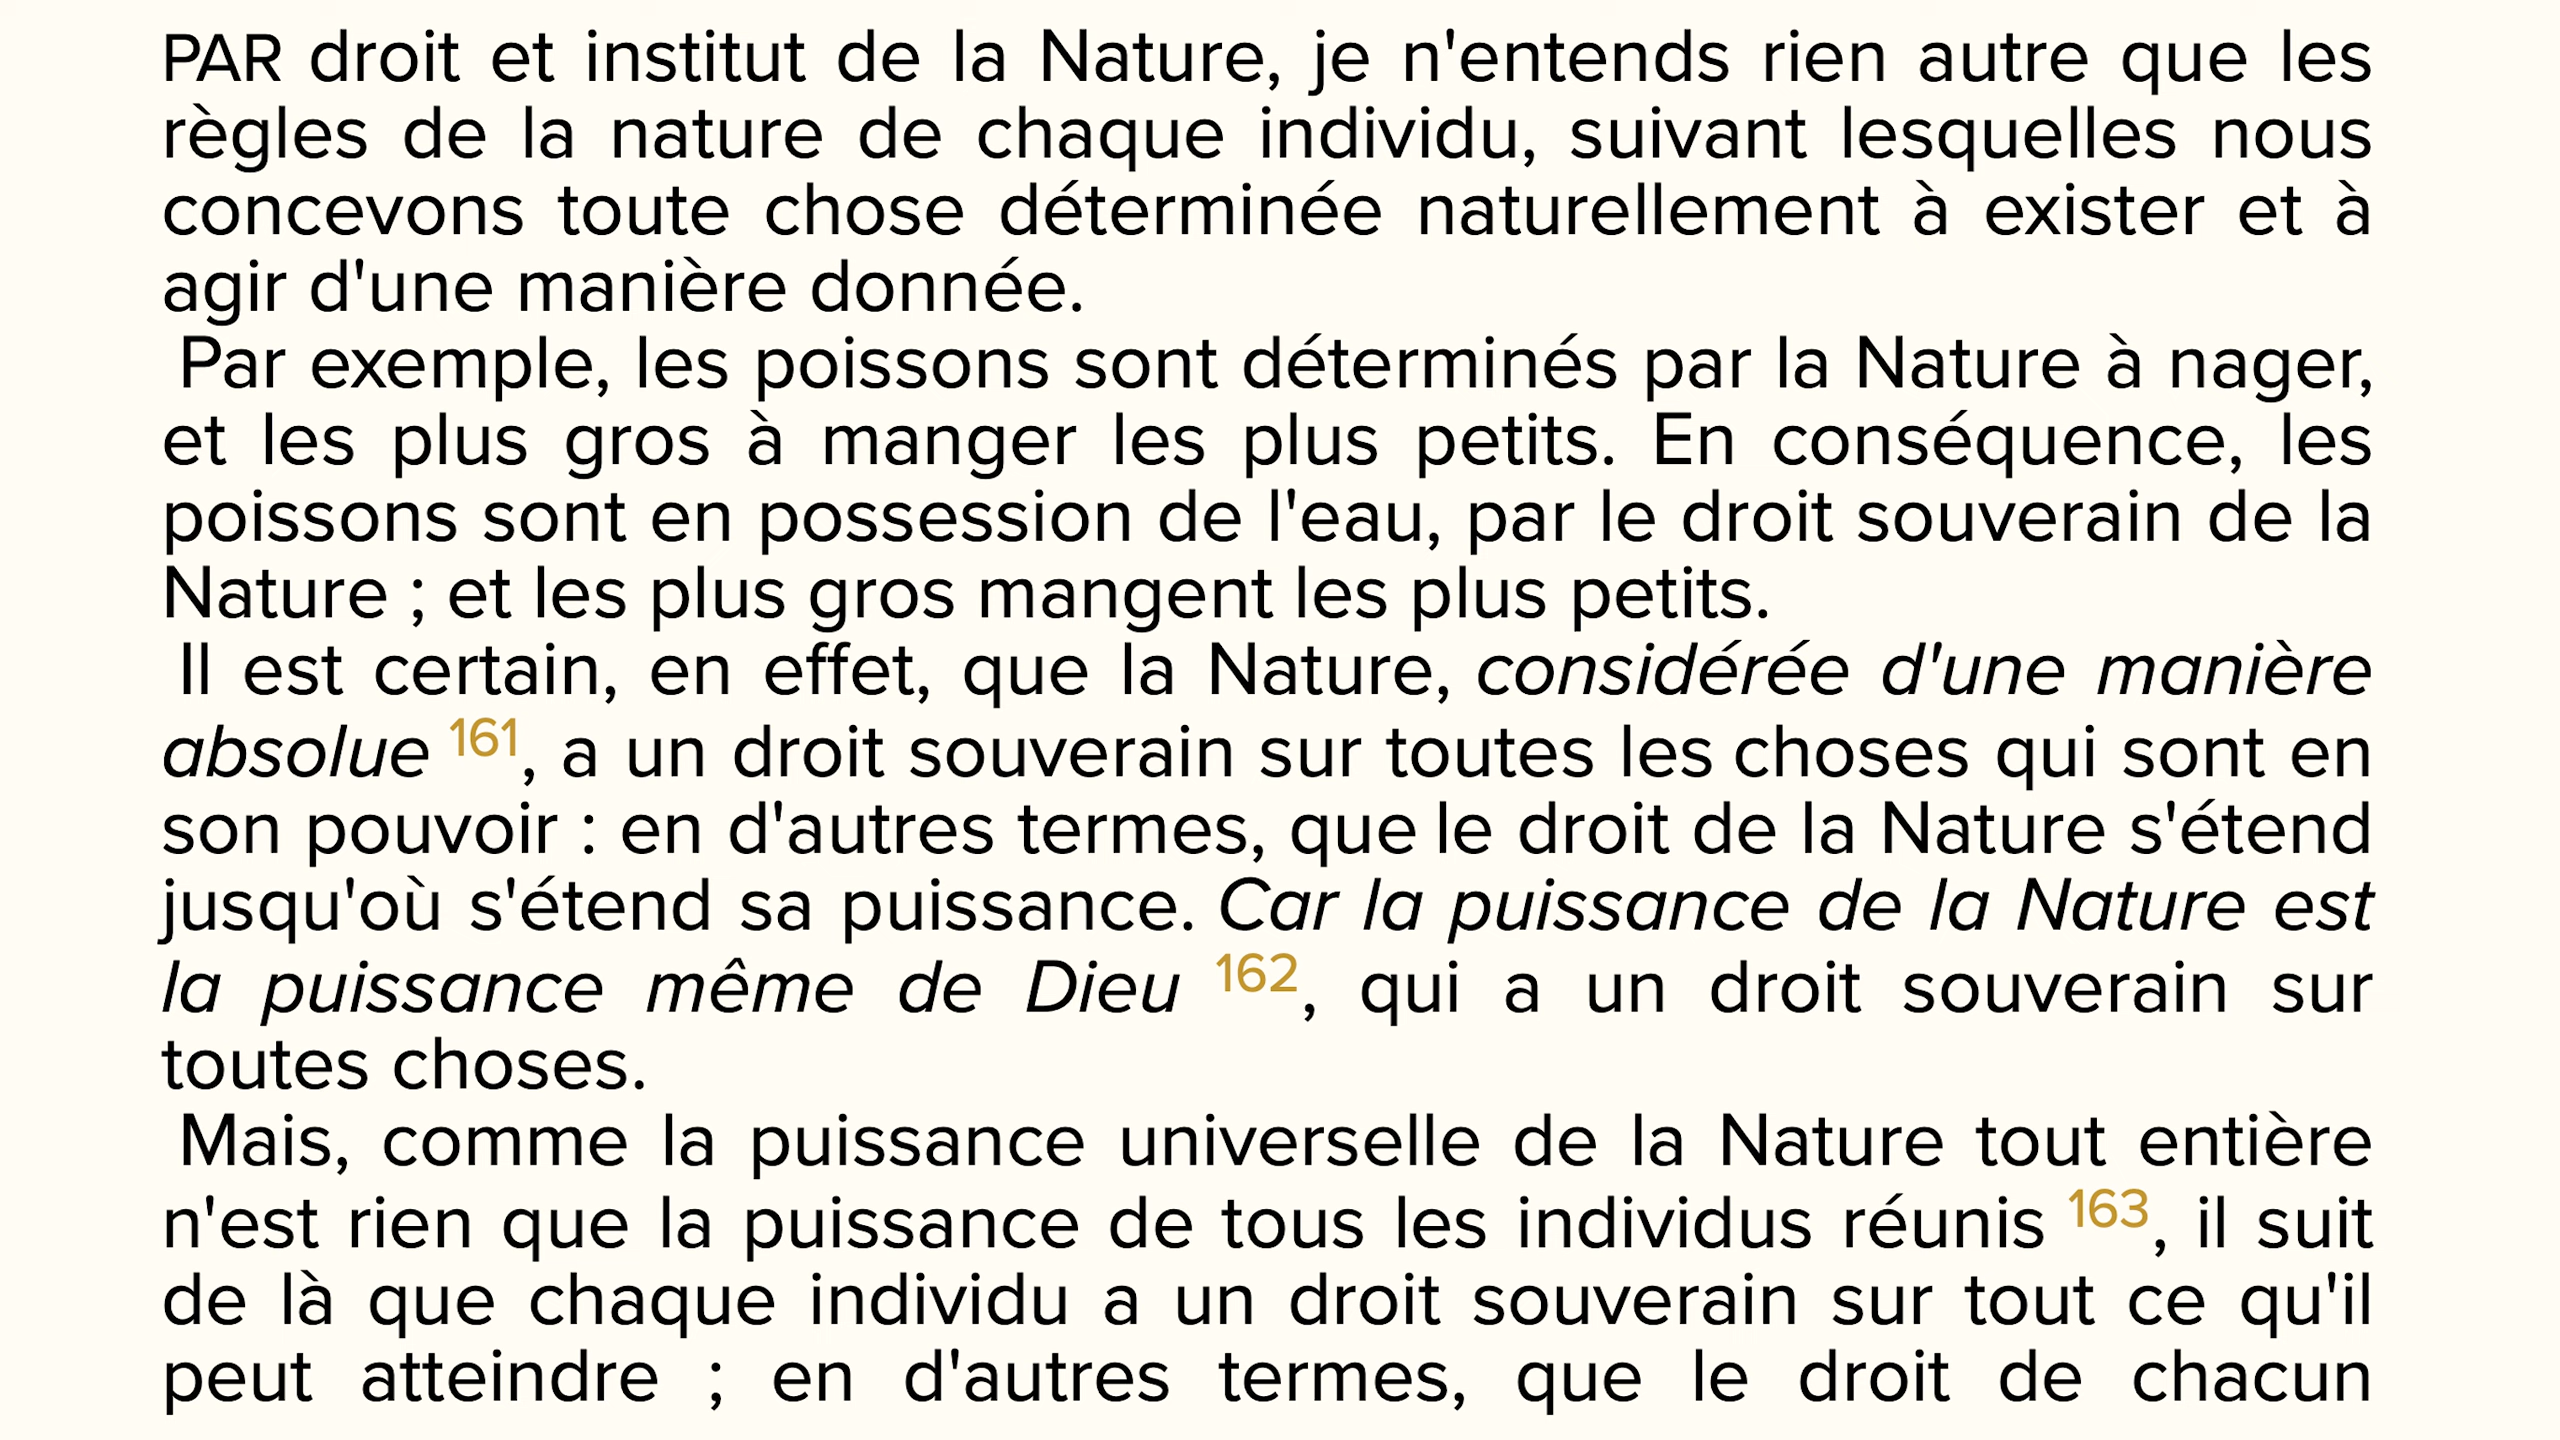 PAR droit et institut de la Nature, je n'entends rien autre que les
règles de la nature de chaque individu, suivant lesquelles nous
concevons toute chose déterminée naturellement à exister et à
agir d'une manière donnée.
Par exemple, les poissons sont déterminés par la Nature à nager,
et les plus gros à manger les plus petits. En conséquence, les
poissons sont en possession de l'eau, par le droit souverain de la
Nature ; et les plus gros mangent les plus petits.
Il est certain, en effet, que la Nature, considérée d'une manière
absolue 161, a un droit souverain sur toutes les choses qui sont en
son pouvoir : en d'autres termes, que le droit de la Nature s'étend
jusqu'où s'étend sa puissance. Car la puissance de la Nature est
la puissance même de Dieu 162, qui a un droit souverain sur
toutes choses.
Mais, comme la puissance universelle de la Nature tout entière
n'est rien que la puissance de tous les individus réunis 163, il suit
de là que chaque individu a un droit souverain sur tout ce qu'il
peut atteindre ; en d'autres termes, que le droit de chacun